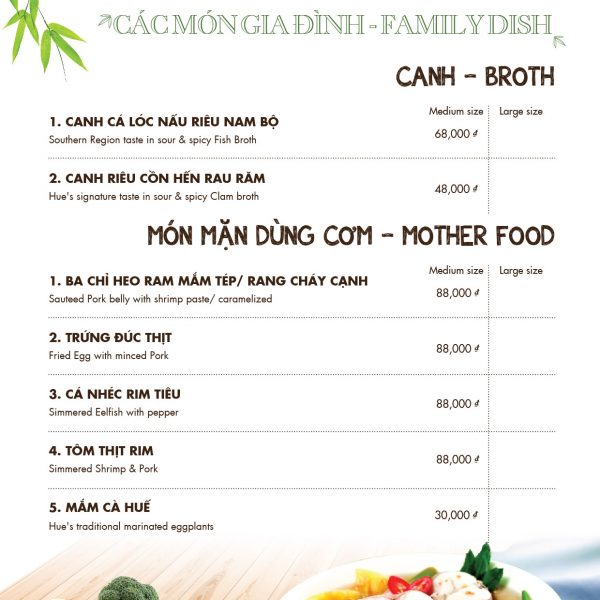 CÁC MÓN GIA ĐÌNH - FAMILY DISH
CANH - BROTH
Medium size Large size
1. CANH CÁ LÓC NẤU RIÊU NAM BỘ
68,000 đ
Southern Region taste in sour & spicy Fish Broth
2. CANH RIÊU CỒN HẾN RAU RĂM
48,000 đ
Hue's signature taste in sour & spicy Clam broth
MÓN MẶN DÙNG CƠM - MOTHER FOOD
Medium size Large size
1. BA CHỈ HEO RAM MẮM TÉP/ RANG CHÁY CẠNH
88,000 đ
Sauteed Pork belly with shrimp paste/ caramelized
2. TRỨNG ĐÚC THỊT
88,000 đ
Fried Egg with minced Pork
3. CÁ NHÉC RIM TIÊU
88,000 đ
Simmered Eelfish with pepper
4. TÔM THỊT RIM
88,000 đ
Simmered Shrimp & Pork
5. MẮM CÀ HUẾ
30,000 đ
Hue's traditional marinated eggplants